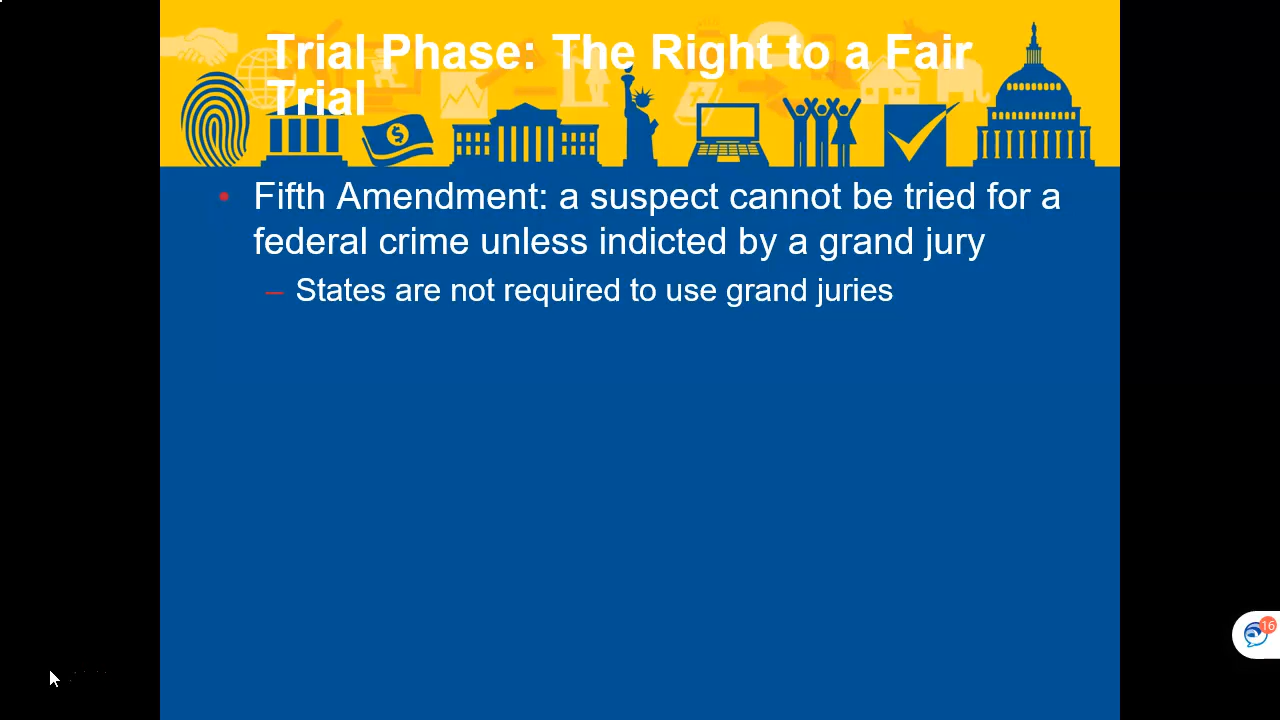 Trial Phase: The Right to a Fair
Trial
$
• Fifth Amendment: a suspect cannot be tried for a
federal crime unless indicted by a grand jury
– States are not required to use grand juries
16